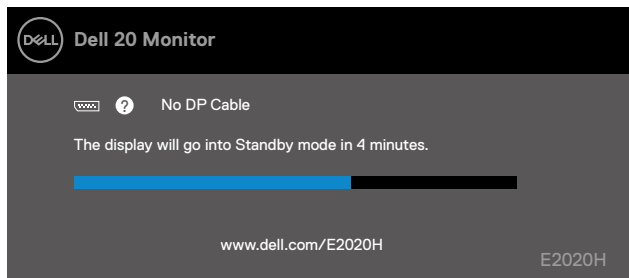 DELL
Dell 20 Monitor
? No DP Cable
The display will go into Standby mode in 4 minutes.
www.dell.com/E2020H
E2020H